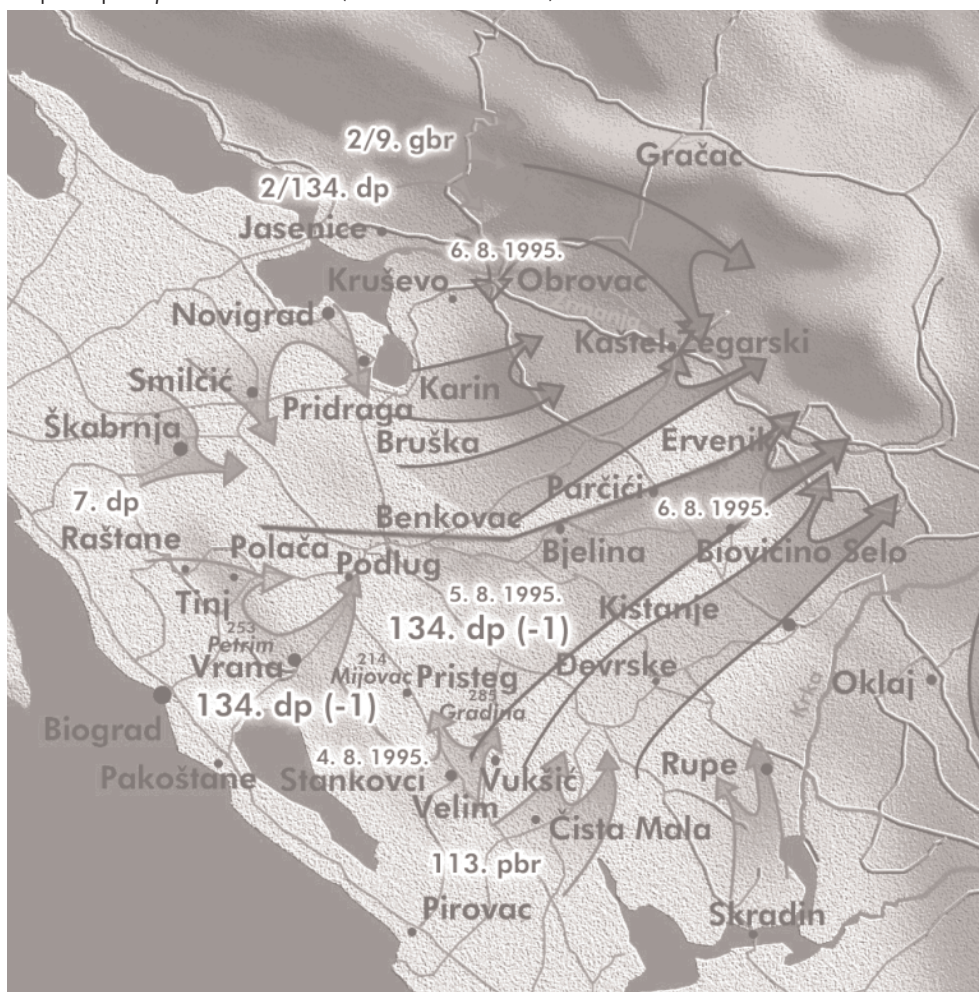 2/9. gbr
Gračac
2/134. dp
Jasenice
6. 8. 1995.
Kruševo
Obrovac
Novigrad
Kaštel Žegarski
Smilčić
Karin
Pridraga
Škabrnja
Bruška
Ervenik
7. dp
Parčići
Benkovac
6. 8. 1995.
Raštane
Polača
Bjelina
Biovičino Selo
Podlug
Tinj
5. 8. 1995.
Kistanje
253
Petrim
134. dp (-1)
Vrana
214
Mijovac
Pristeg
Đevrske
285
Gradina
Oklaj
134. dp (-1)
Krka
Biograd
4. 8. 1995.
Pakoštane
Stankovci
Vukšić
Rupe
Velim
Čista Mala
113. pbr
Pirovac
Skradin